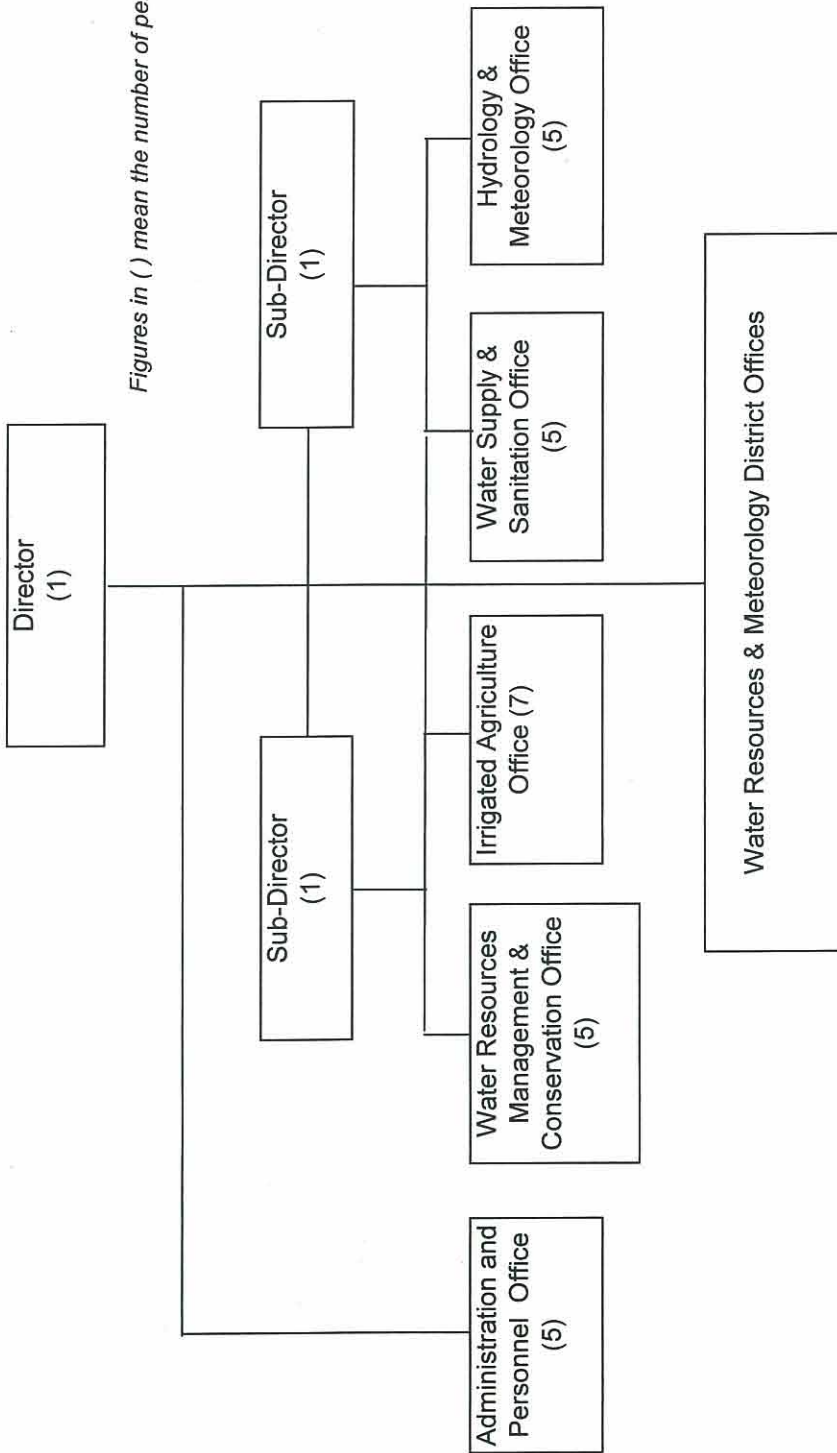 Director
(1)
Figures in ( ) mean the number of
Sub-Director
(1)
Sub-Director
(1)
Administration and
Personnel Office
(5)
Water Resources
Management &
Conservation Office
(5)
Irrigated Agriculture
Office (7)
Water Supply &
Sanitation Office
(5)
Hydrology &
Meteorology Office
(5)
Water Resources & Meteorology District Offices